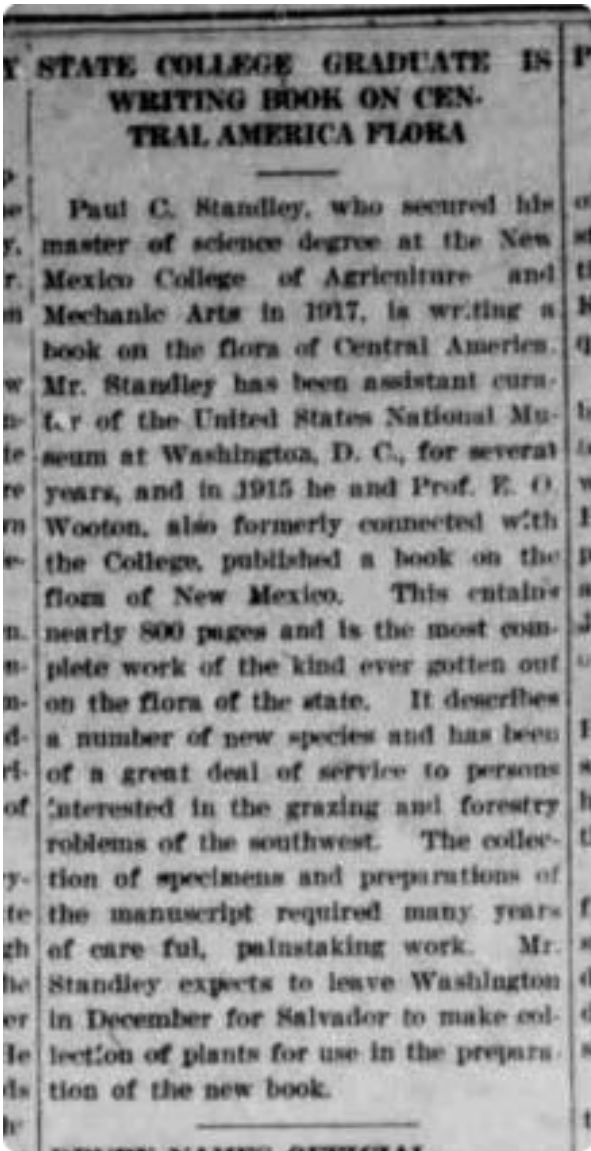 STATE COLLEGE GRADUATE IS
WRITING BOOK ON CEN-
TRAL AMERICA FLORA
Paul C. Standley, who secured his
master of science degree at the New
Mexico College of Agriculture and
Mechanic Arts in 1917, is writing a
book on the flora of Central America.
Mr. Standley has been assistant cura-
tor of the United States National Mu-
seum at Washington, D. C., for several
years, and in 1915 he and Prof. E. O.
Wooton, also formerly connected with
the College, published a book on the
flora of New Mexico. This cntains
nearly 800 pages and is the most com-
plete work of the kind ever gotten out
on the flora of the state. It describes
a number of new species and has been
of a great deal of service to persons
interested in the grazing and forestry
roblems of the southwest. The collec-
tion of specimens and preparations of
the manuscript required many years
of care ful, painstaking work. Mr.
Standley expects to leave Washington
in December for Salvador to make col-
lection of plants for use in the prepara-
tion of the new book.